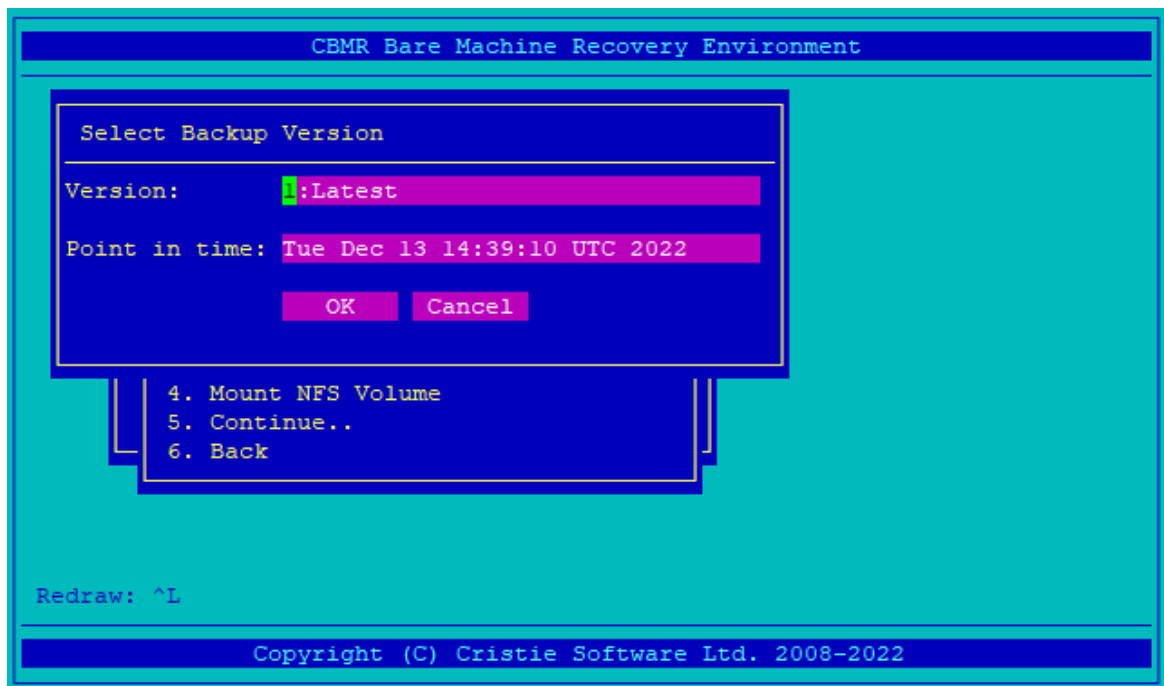 CBMR Bare Machine Recovery Environment
Select Backup Version
Version: 1:Latest
Point in time: Tue Dec 13 14:39:10 UTC 2022
OK Cancel
4. Mount NFS Volume
5. Continue..
6. Back
Redraw: ^L
Copyright (C) Cristie Software Ltd. 2008-2022